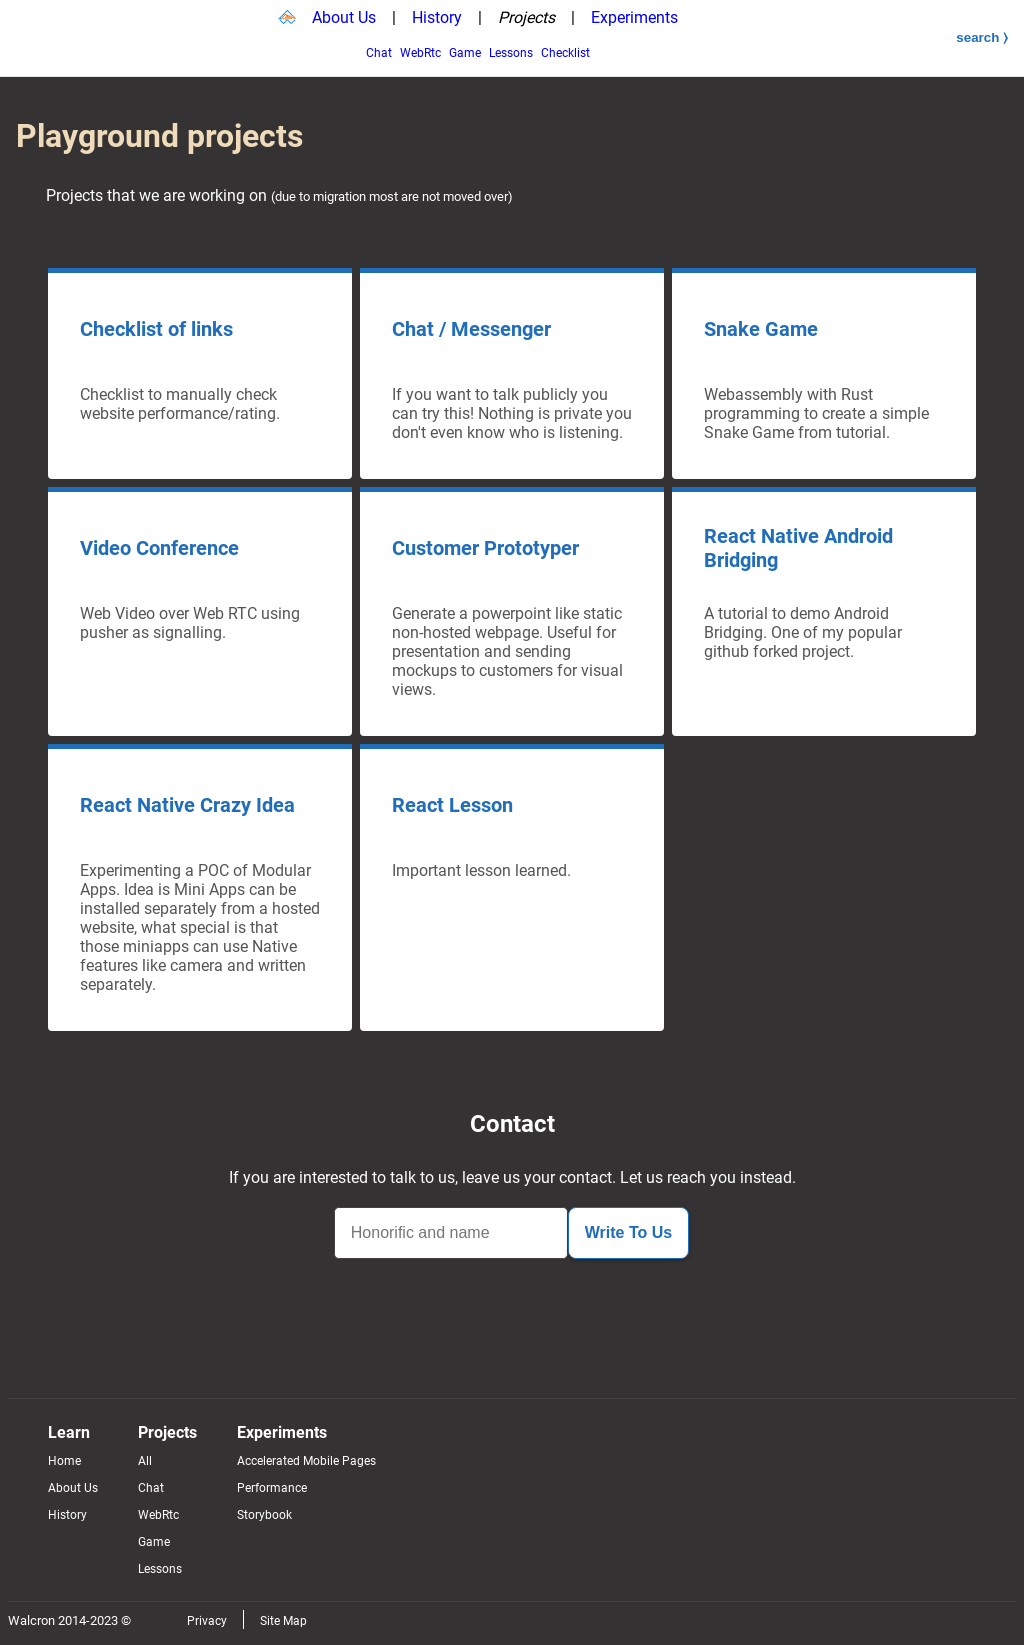 About Us | History | Projects | Experiments
search ⟩
Chat WebRtc Game Lessons Checklist
Playground projects
Projects that we are working on (due to migration most are not moved over)
Checklist of links
Checklist to manually check
website performance/rating.
Chat / Messenger
If you want to talk publicly you
can try this! Nothing is private you
don't even know who is listening.
Snake Game
Webassembly with Rust
programming to create a simple
Snake Game from tutorial.
Video Conference
Web Video over Web RTC using
pusher as signalling.
Customer Prototyper
Generate a powerpoint like static
non-hosted webpage. Useful for
presentation and sending
mockups to customers for visual
views.
React Native Android
Bridging
A tutorial to demo Android
Bridging. One of my popular
github forked project.
React Native Crazy Idea
Experimenting a POC of Modular
Apps. Idea is Mini Apps can be
installed separately from a hosted
website, what special is that
those miniapps can use Native
features like camera and written
separately.
React Lesson
Important lesson learned.
Contact
If you are interested to talk to us, leave us your contact. Let us reach you instead.
Honorific and name
Write To Us
Learn
Home
About Us
History
Projects
All
Chat
WebRtc
Game
Lessons
Experiments
Accelerated Mobile Pages
Performance
Storybook
Walcron 2014-2023 ©
Privacy
Site Map